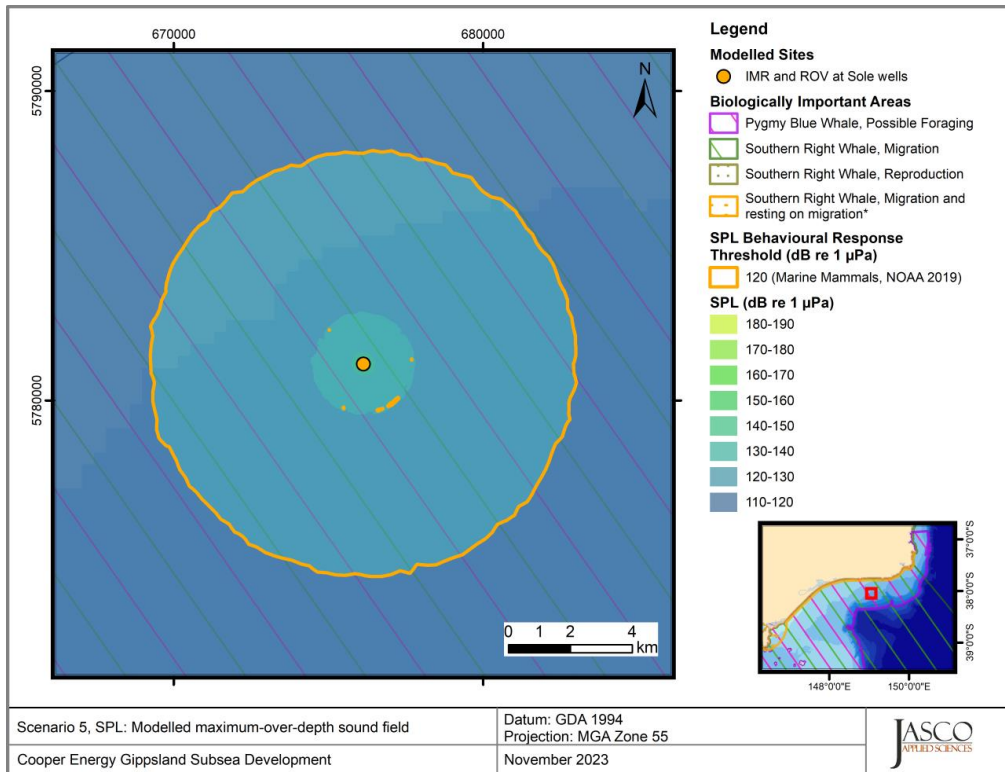 670000 680000
5790000
5780000
N
0 1 2 4
km
Legend
Modelled Sites
IMR and ROV at Sole wells
Biologically Important Areas
Pygmy Blue Whale, Possible Foraging
Southern Right Whale, Migration
Southern Right Whale, Reproduction
Southern Right Whale, Migration and
resting on migration*
SPL Behavioural Response
Threshold (dB re 1 µPa)
120 (Marine Mammals, NOAA 2019)
SPL (dB re 1 µPa)
180-190
170-180
160-170
150-160
140-150
130-140
120-130
110-120
37°0'0"S
38°0'0"S
39°0'0"S
148°0'0"E 150°0'0"E
Scenario 5, SPL: Modelled maximum-over-depth sound field
Datum: GDA 1994
Projection: MGA Zone 55
Cooper Energy Gippsland Subsea Development
November 2023
JASCO
APPLIED SCIENCES